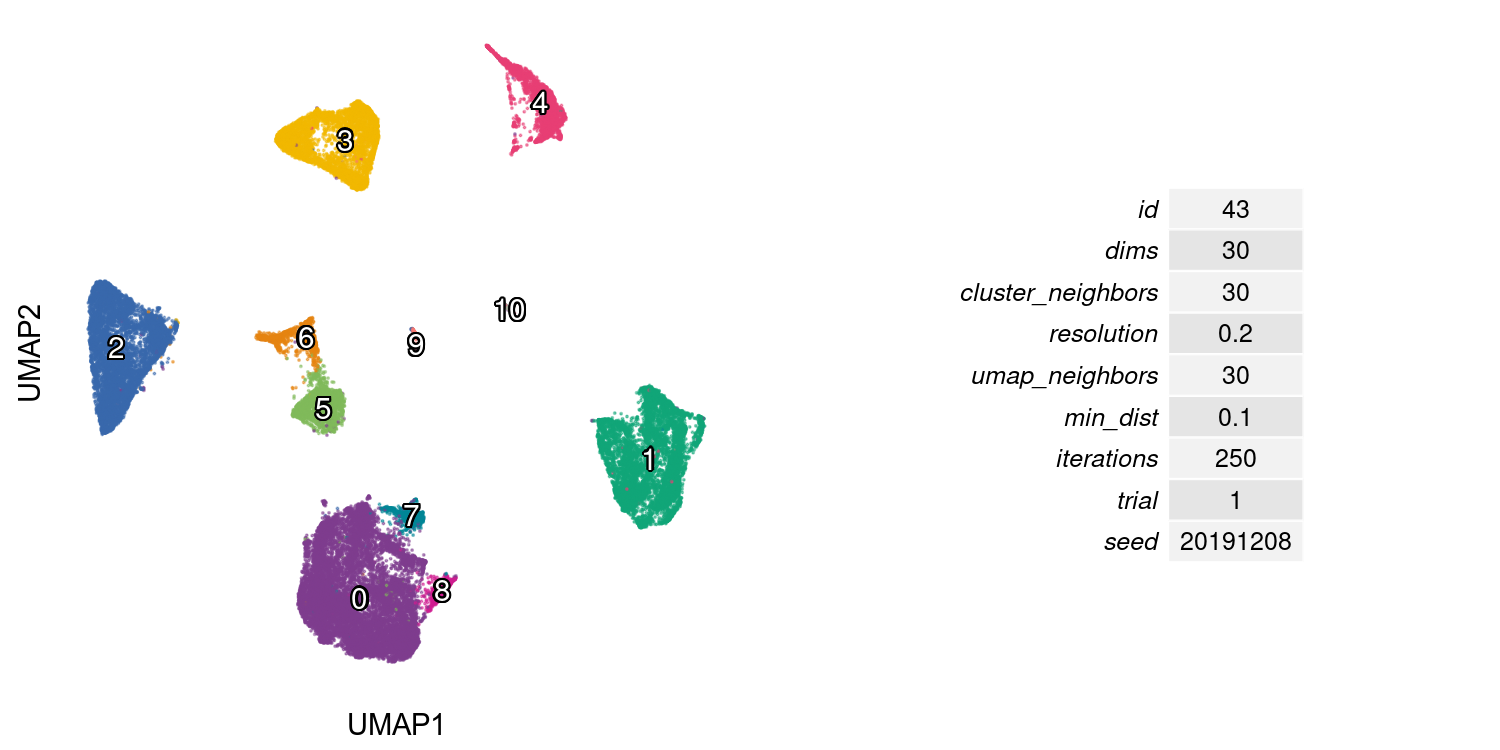 4
3
10
6
9
2
5
1
7
8
0
UMAP2
UMAP1
id 43
dims 30
cluster_neighbors 30
resolution 0.2
umap_neighbors 30
min_dist 0.1
iterations 250
trial 1
seed 20191208